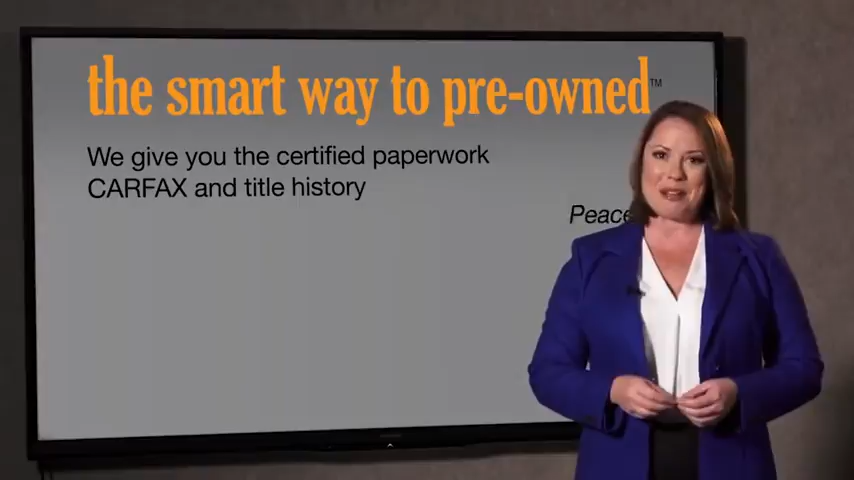 the smart way to pre-owned™
We give you the certified paperwork
CARFAX and title history
Peace